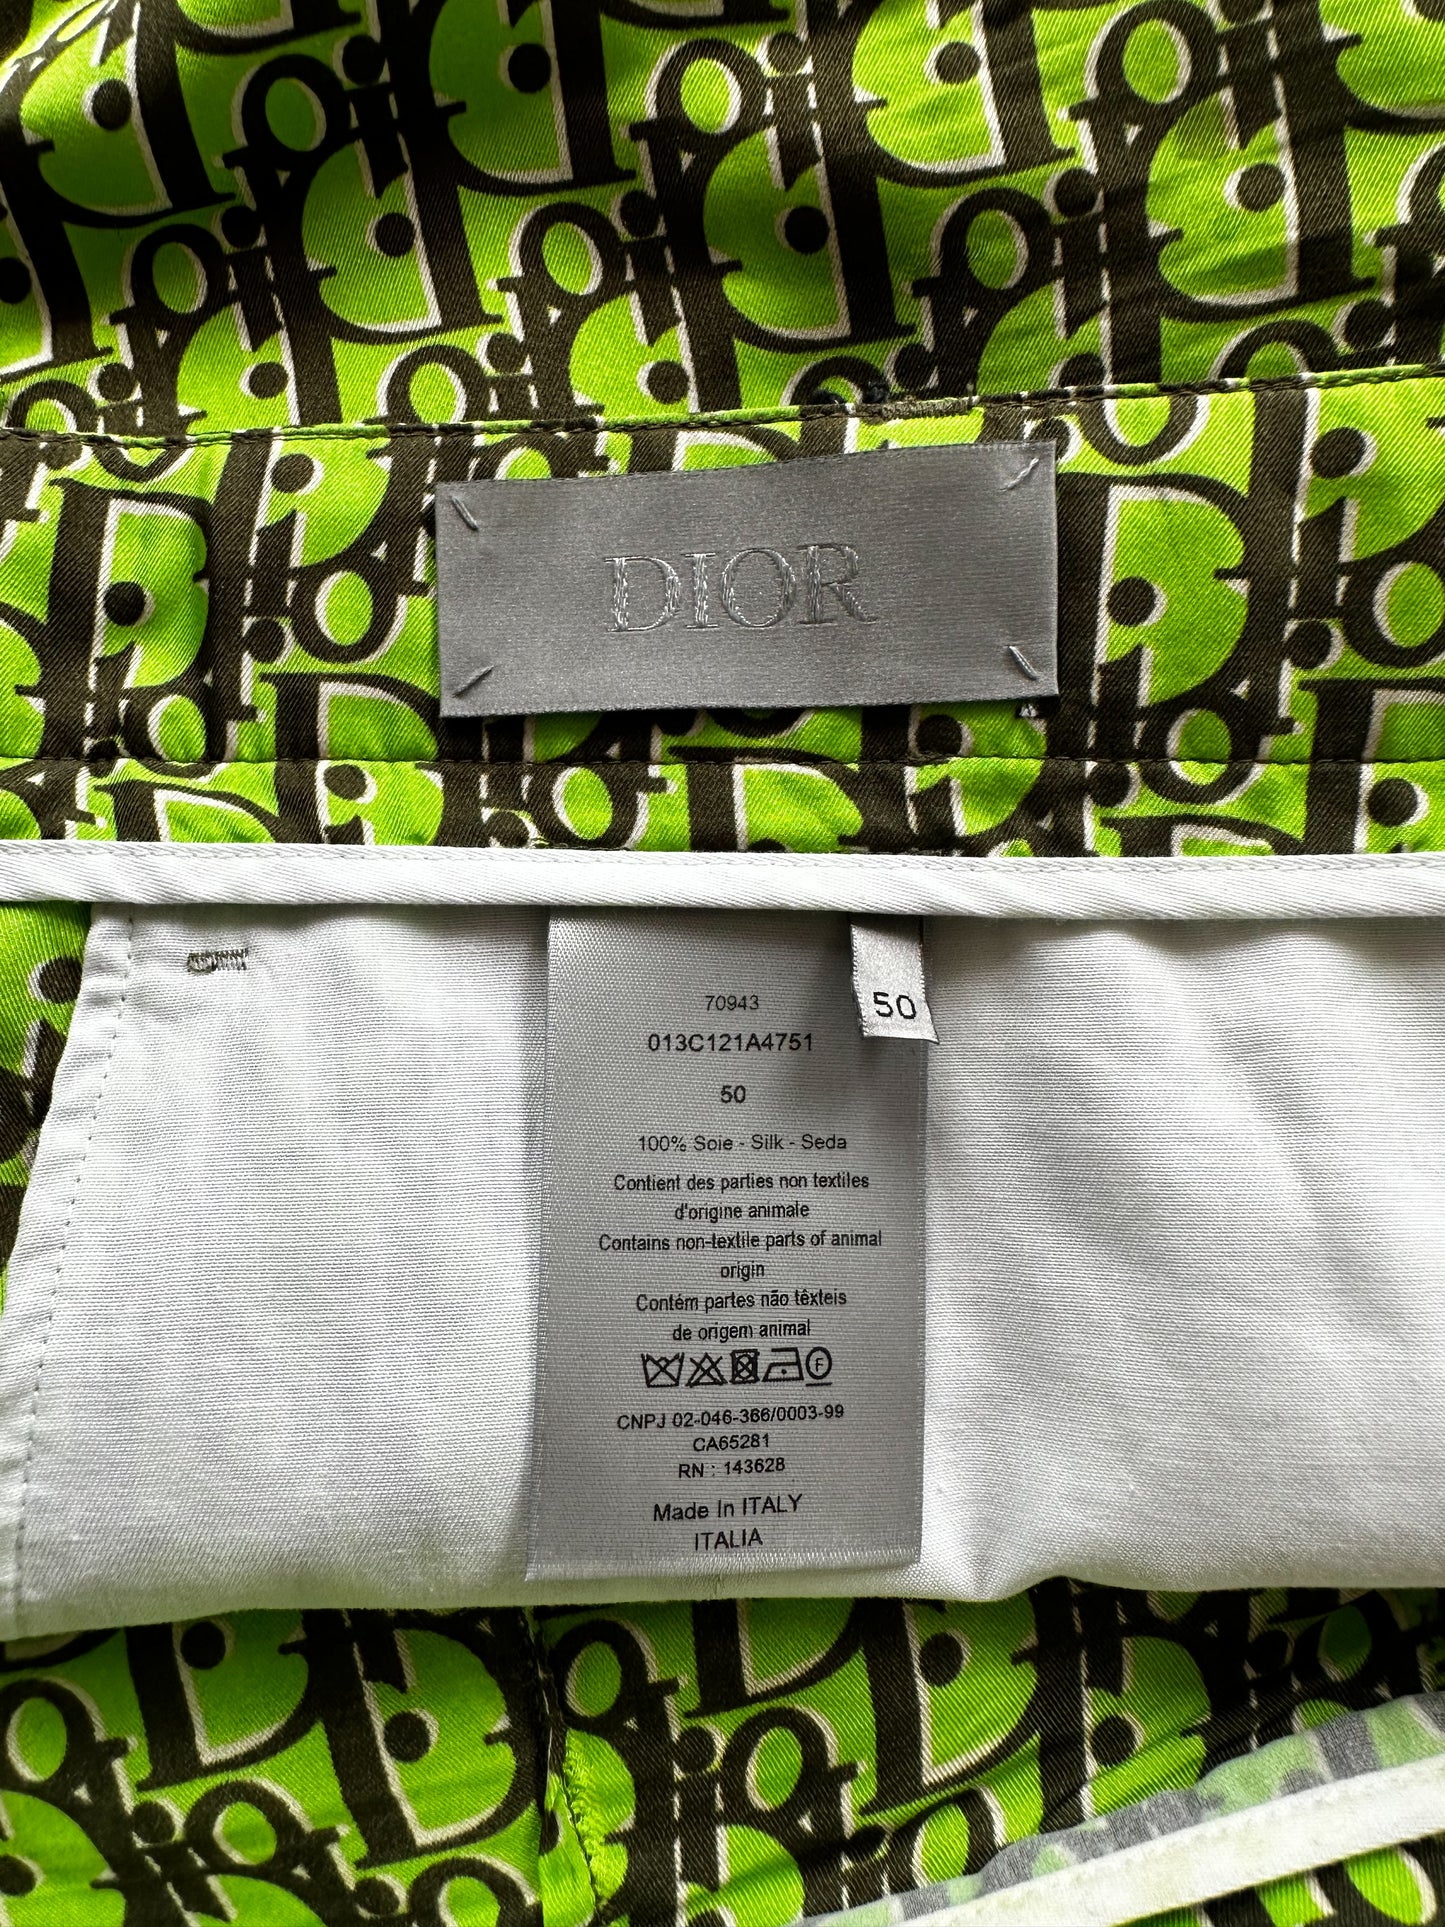 DIOR
50
70943
013C121A4751
50
100% Soie - Silk - Seda
Contient des parties non textiles
d'origine animale
Contains non-textile parts of animal
origin
Contém partes não têxteis
de origem animal
F
CNPJ 02-046-366/0003-99
CA65281
RN : 143628
Made In ITALY
ITALIA